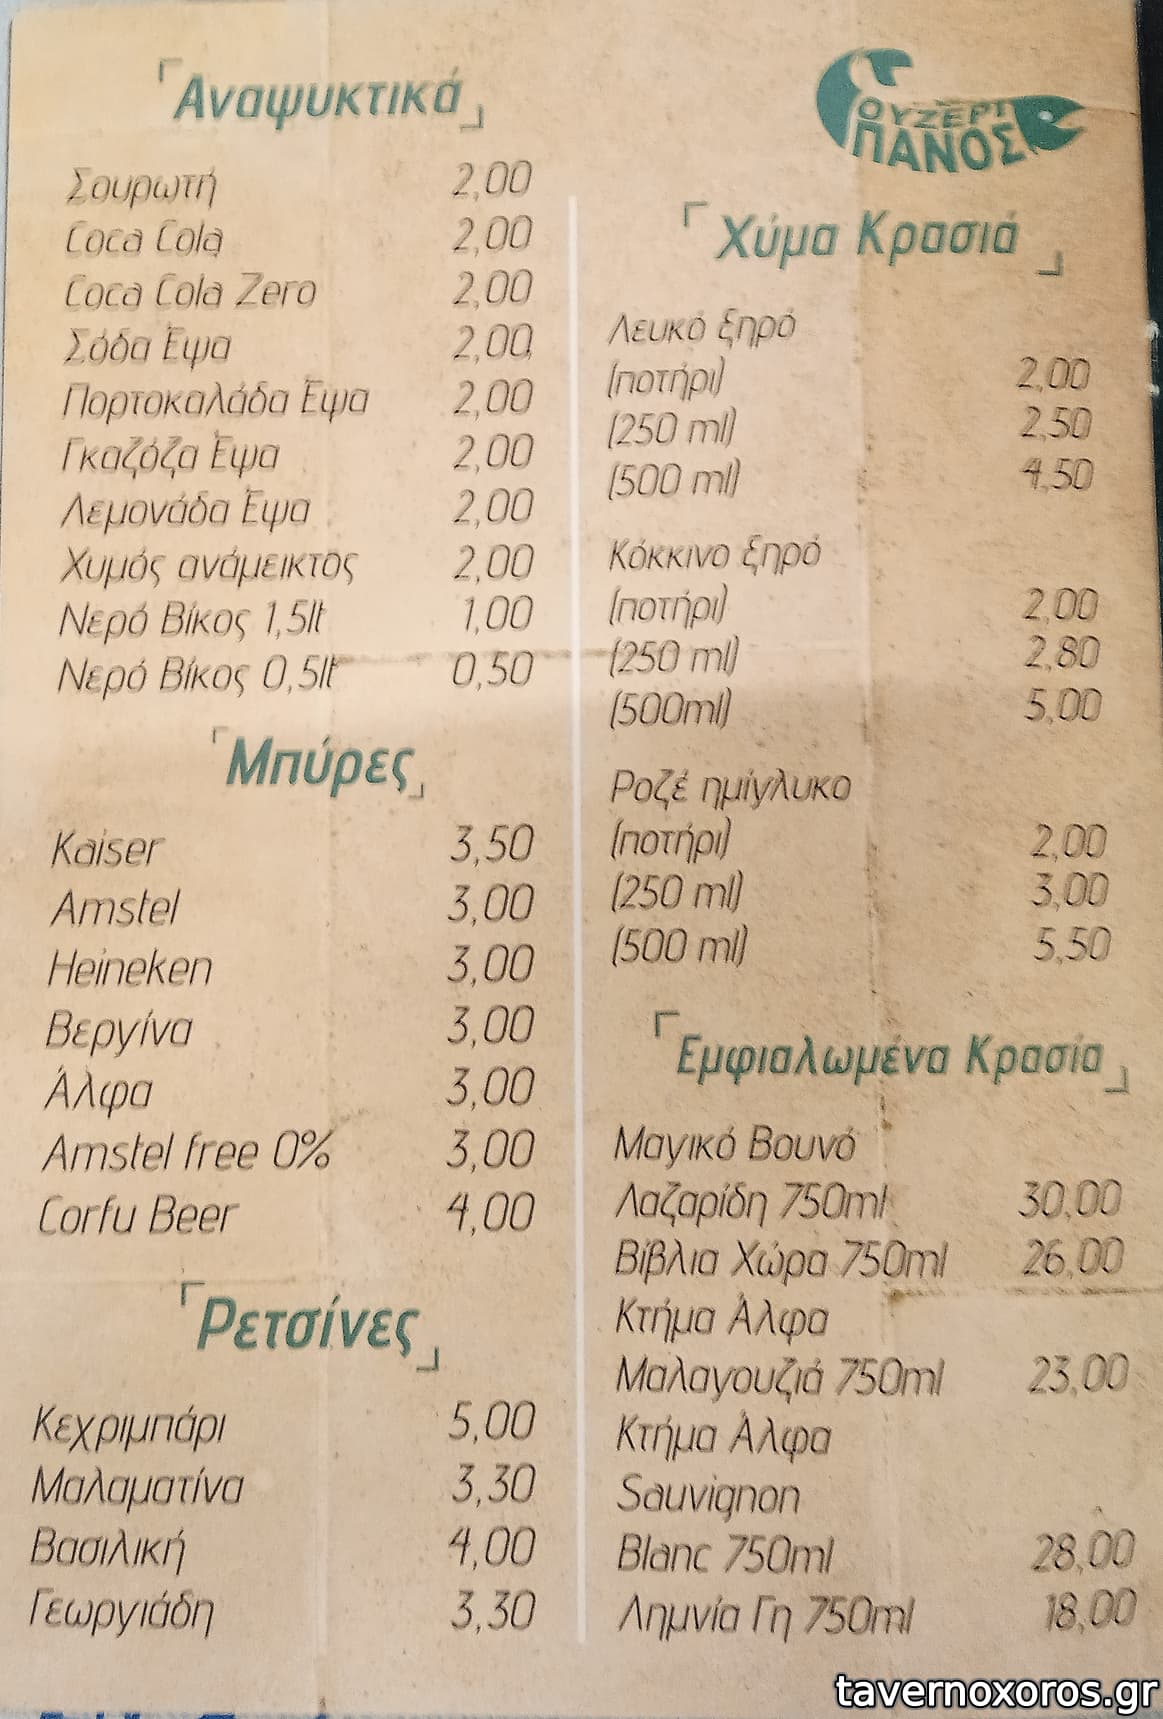 Αναψυκτικά
Σουρωτή 2,00
Coca Cola 2,00
Coca Cola Zero 2,00
Σόδα Έψα 2,00
Πορτοκαλάδα Έψα 2,00
Γκαζόζα Έψα 2,00
Λεμονάδα Έψα 2,00
Χυμός ανάμεικτος 2,00
Νερό Βίκος 1,5lt 1,00
Νερό Βίκος 0,5lt 0,50
Μπύρες
Kaiser 3,50
Amstel 3,00
Heineken 3,00
Βεργίνα 3,00
Άλφα 3,00
Amstel free 0% 3,00
Corfu Beer 4,00
Ρετσίνες
Κεχριμπάρι 5,00
Μαλαματίνα 3,30
Βασιλική 4,00
Γεωργιάδη 3,30
ΟΥΖΕΡΙ
ΠΑΝΟΣ
Χύμα Κρασιά
Λευκό ξηρό
(ποτήρι) 2,00
(250 ml) 2,50
(500 ml) 4,50
Κόκκινο ξηρό
(ποτήρι) 2,00
(250 ml) 2,80
(500ml) 5,00
Ροζέ ημίγλυκο
(ποτήρι) 2,00
(250 ml) 3,00
(500 ml) 5,50
Εμφιαλωμένα Κρασία
Μαγικό Βουνό
Λαζαρίδη 750ml 30,00
Βίβλια Χώρα 750ml 26,00
Κτήμα Άλφα
Μαλαγουζιά 750ml 23,00
Κτήμα Άλφα
Sauvignon
Blanc 750ml 28,00
Λημνία Γη 750ml 18,00
tavernoxoros.gr